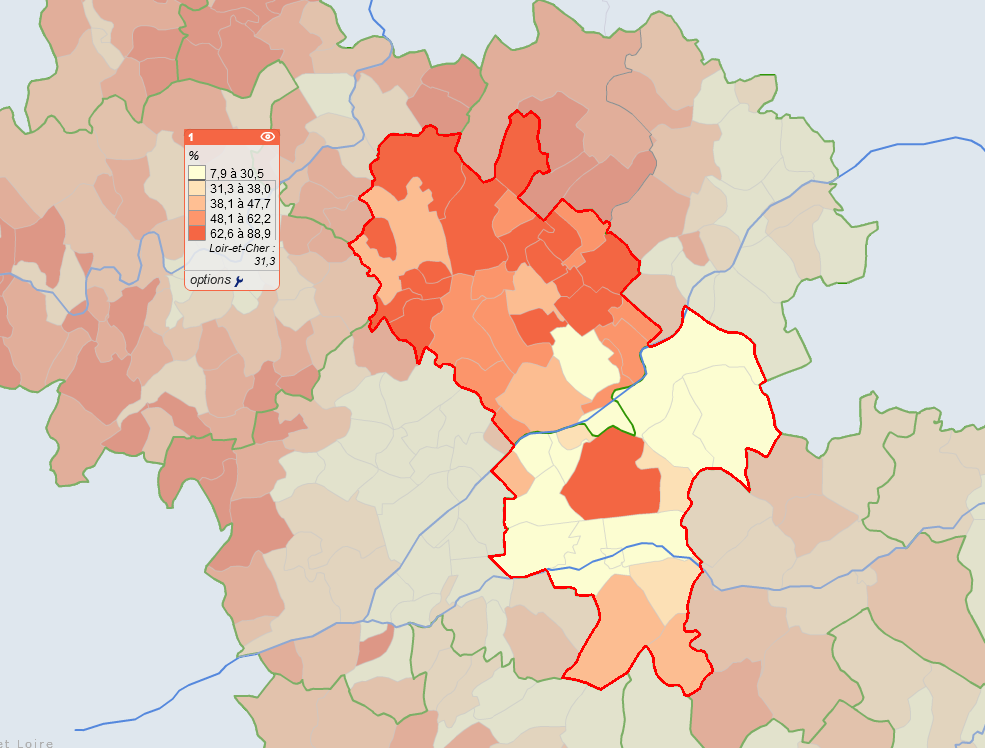 1
%
7,9 à 30,5
31,3 à 38,0
38,1 à 47,7
48,1 à 62,2
62,6 à 88,9
Loir-et-Cher :
31,3
options
et Loire